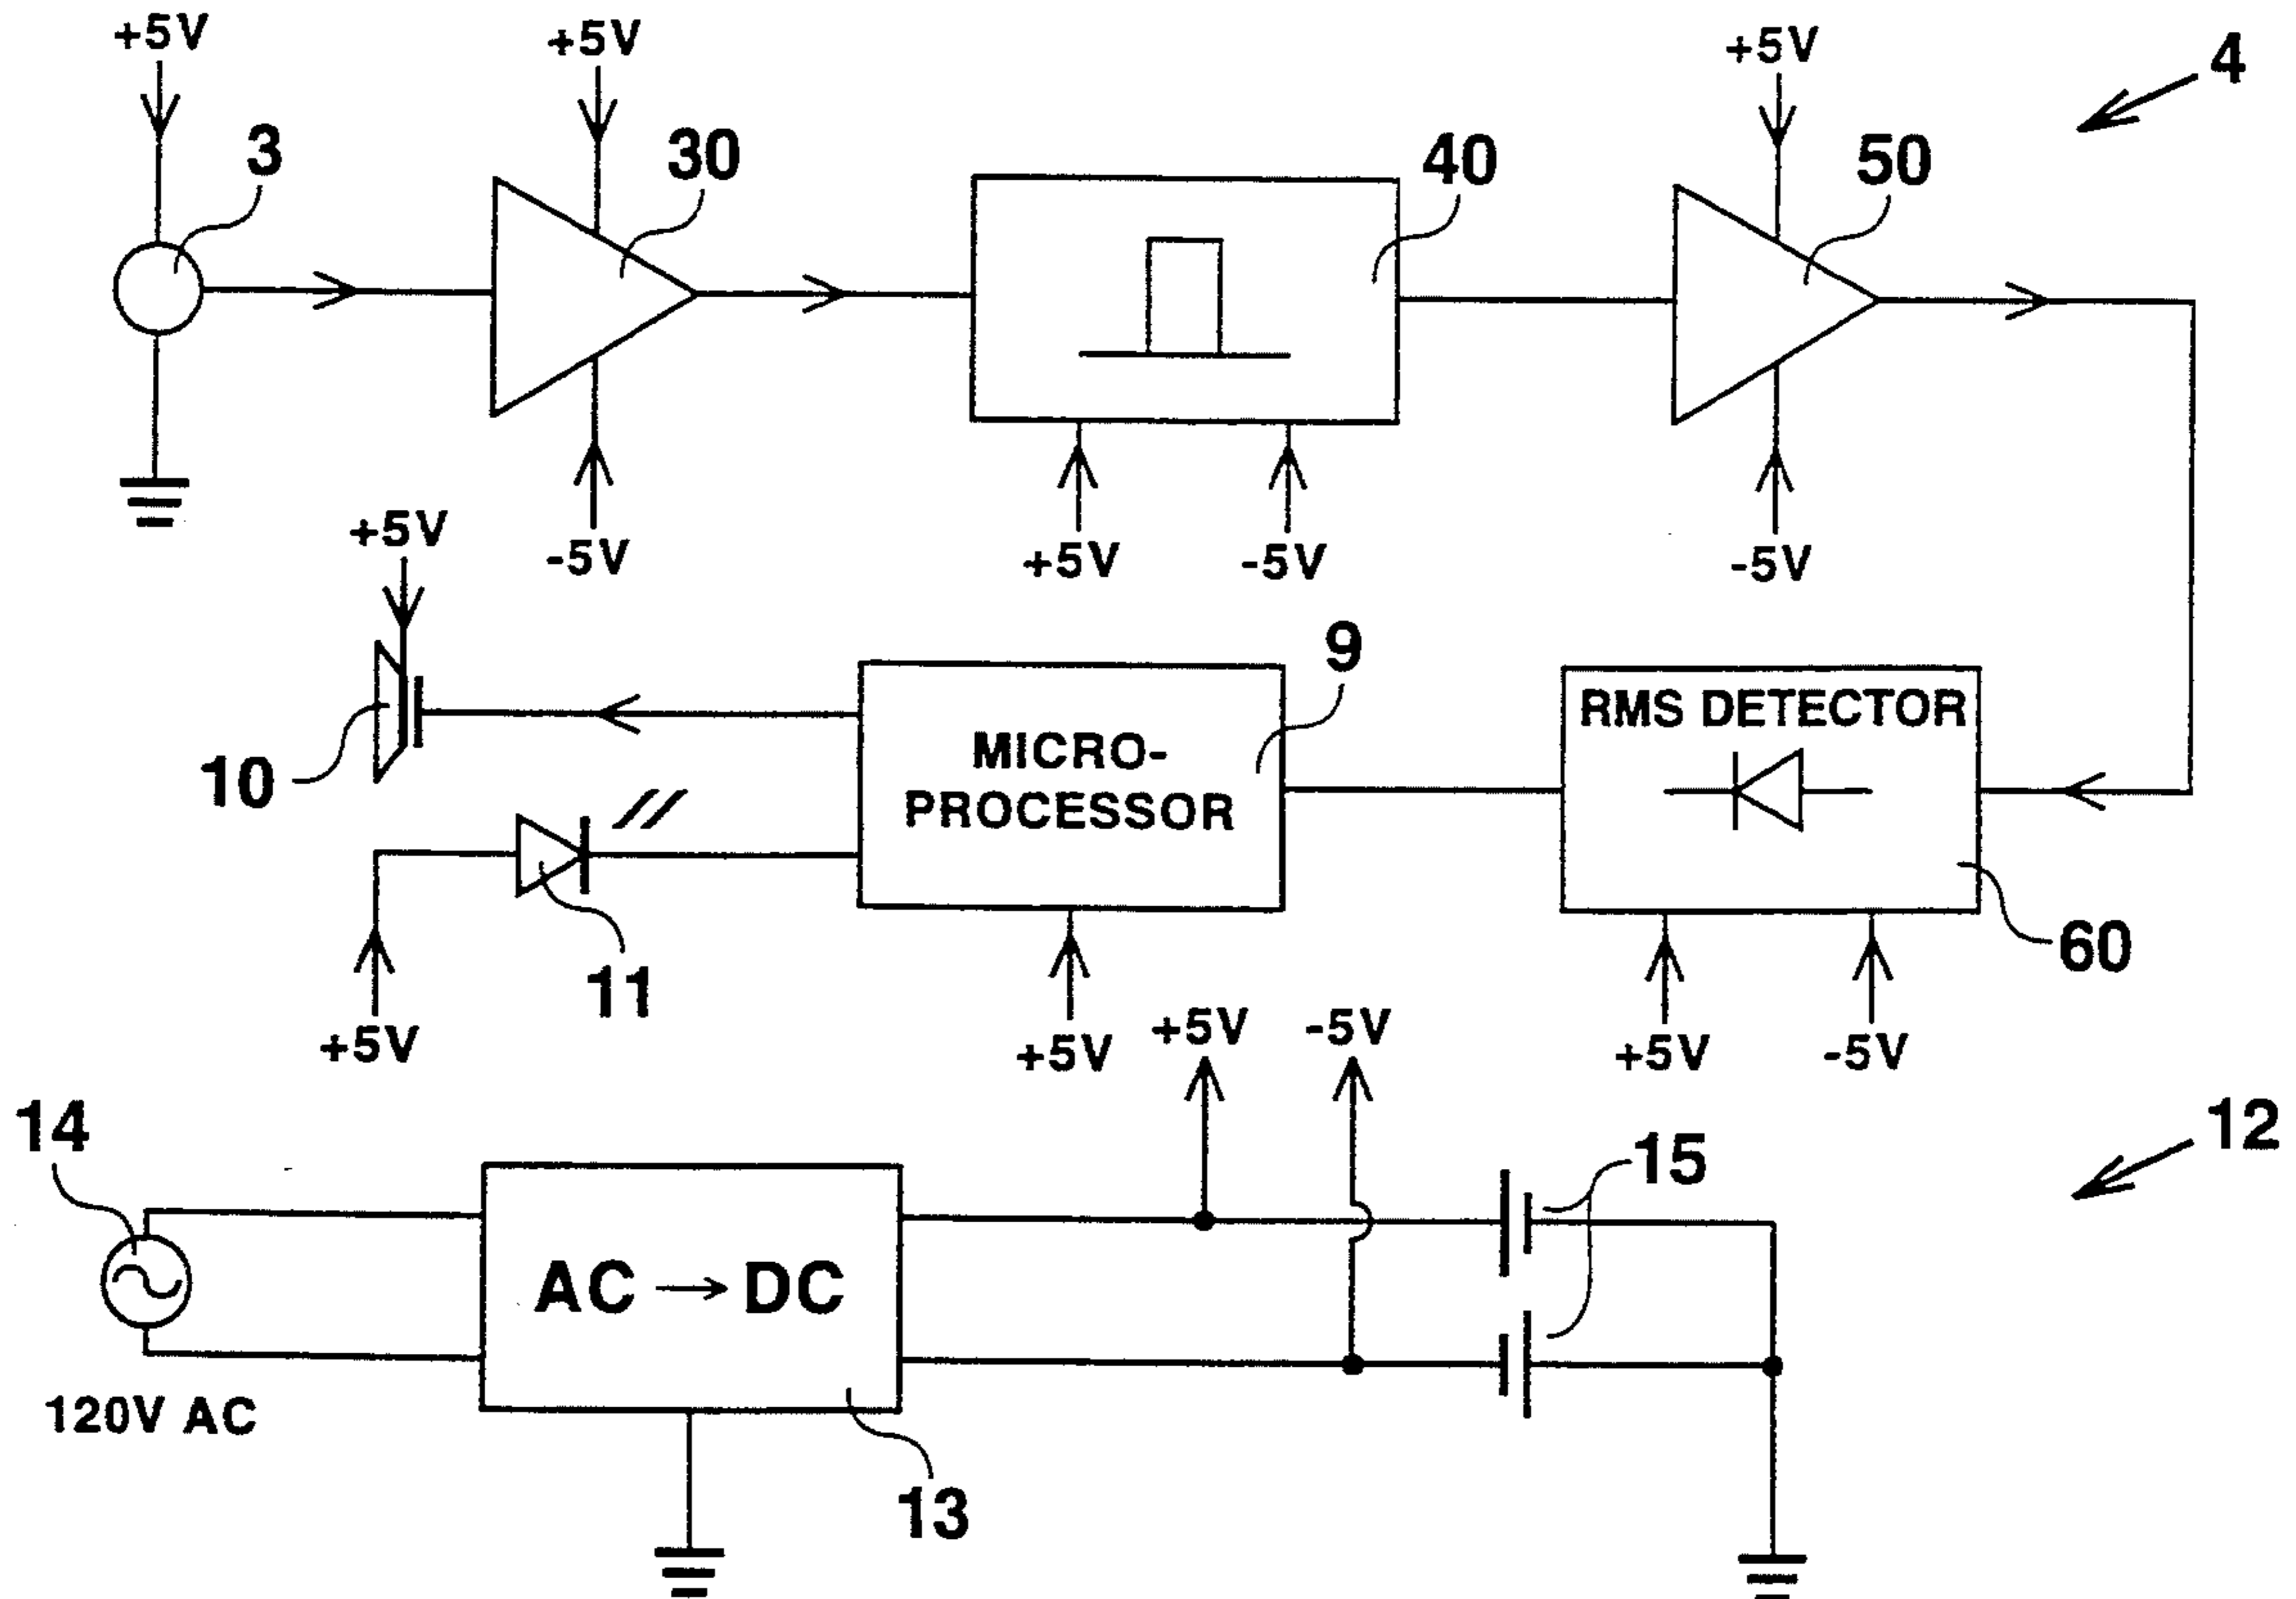 +5V
+5V
+5V
4
3
30
40
50
-5V
+5V
-5V
-5V
+5V
9
RMS DETECTOR
10
MICRO-
PROCESSOR
11
60
+5V
+5V
+5V
-5V
+5V
-5V
14
15
12
AC → DC
120V AC
13